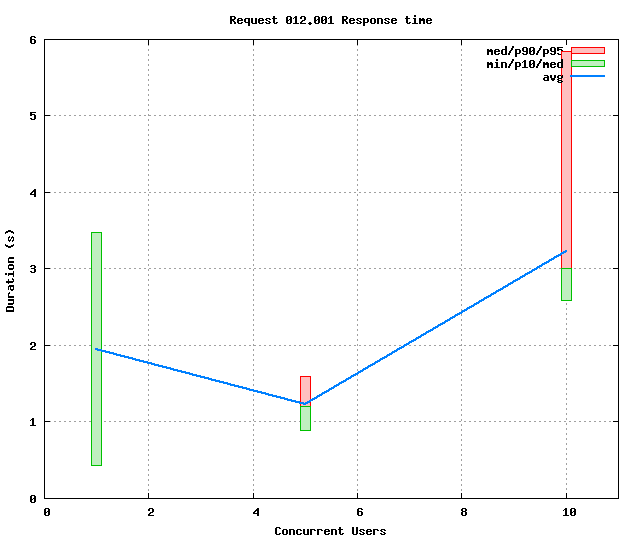 Request 012.001 Response time
6
5
4
3
2
1
0
Duration (s)
med/p90/p95
min/p10/med
avg
0 2 4 6 8 10
Concurrent Users